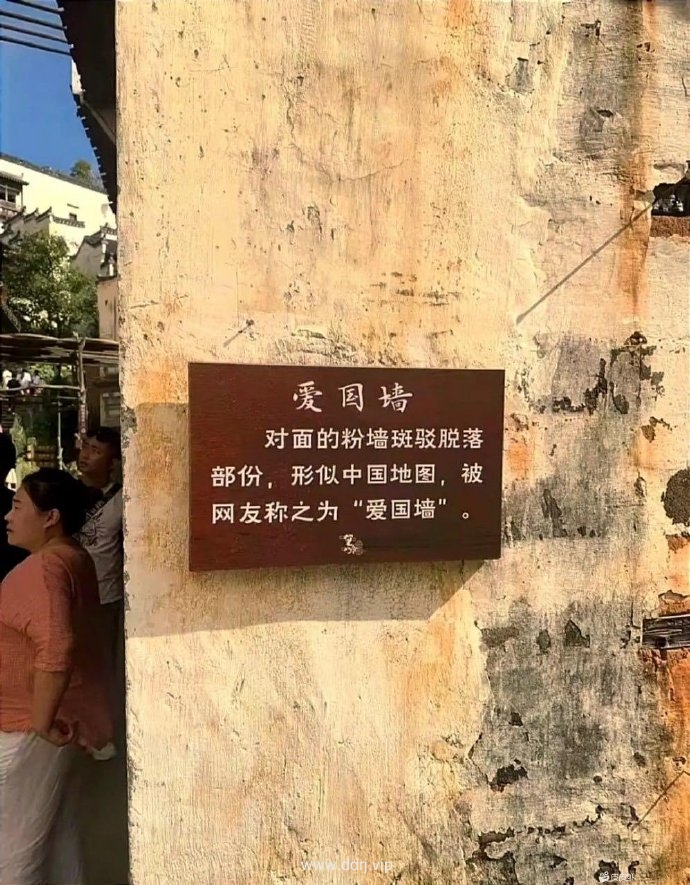 爱国墙
对面的粉墙斑驳脱落
部份，形似中国地图，被
网友称之为“爱国墙”。
www.ddn.vip